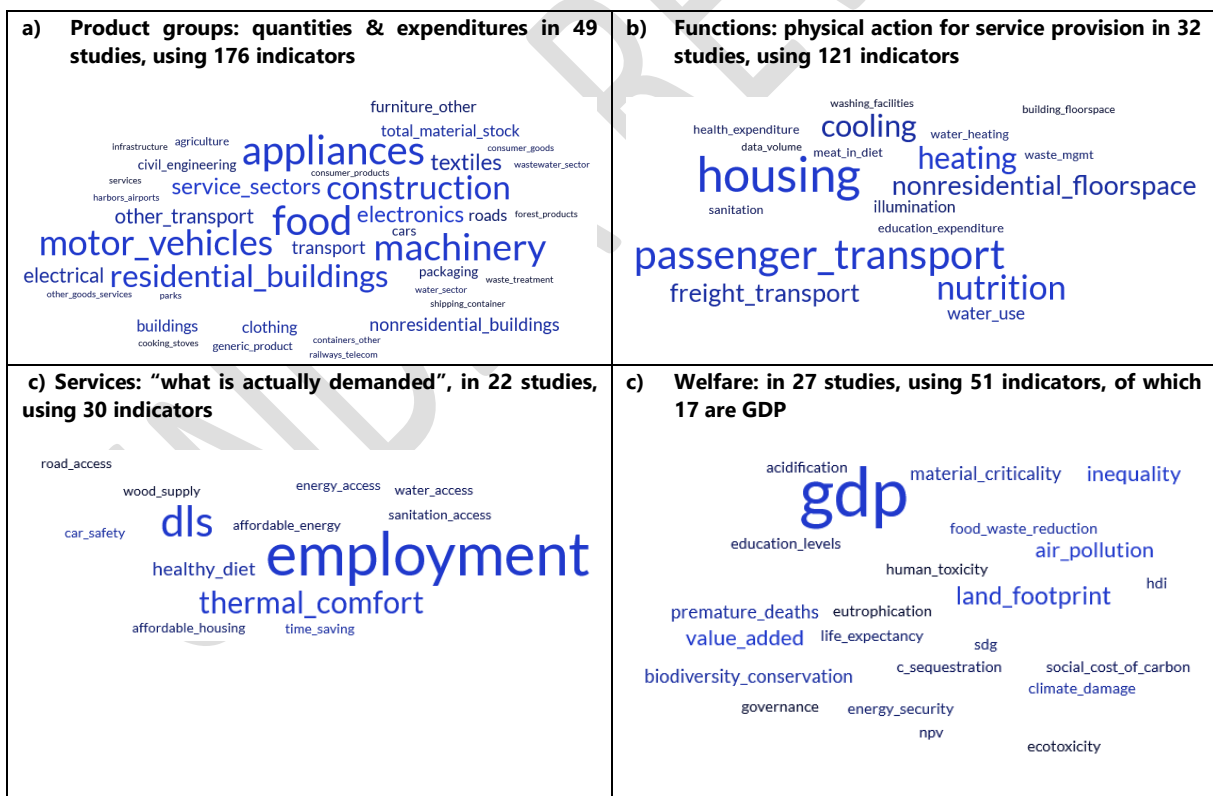 a) Product groups: quantities & expenditures in 49
studies, using 176 indicators
furniture_other
total_material_stock
infrastructure agriculture consumer_goods
civil_engineering appliances textiles wastewater_sector
consumer_products
services service_sectors construction
harbors_airports
other_transport food electronics roads forest_products
cars
motor_vehicles transport machinery
electrical residential_buildings packaging waste_treatment
other_goods_services parks water_sector
shipping_container
buildings clothing nonresidential_buildings
cooking_stoves generic_product containers_other
railways_telecom
b) Functions: physical action for service provision in 32
studies, using 121 indicators
washing_facilities building_floorspace
health_expenditure cooling water_heating
data_volume meat_in_diet heating waste_mgmt
housing nonresidential_floorspace
sanitation illumination
education_expenditure
passenger_transport
freight_transport nutrition
water_use
c) Services: “what is actually demanded”, in 22 studies,
using 30 indicators
road_access
wood_supply energy_access water_access
dls affordable_energy sanitation_access
car_safety
healthy_diet employment
thermal_comfort
affordable_housing time_saving
c) Welfare: in 27 studies, using 51 indicators, of which
17 are GDP
acidification gdp material_criticality inequality
food_waste_reduction
education_levels air_pollution
human_toxicity hdi
land_footprint
premature_deaths eutrophication
value_added life_expectancy
sdg
biodiversity_conservation c_sequestration social_cost_of_carbon
climate_damage
governance energy_security
npv
ecotoxicity